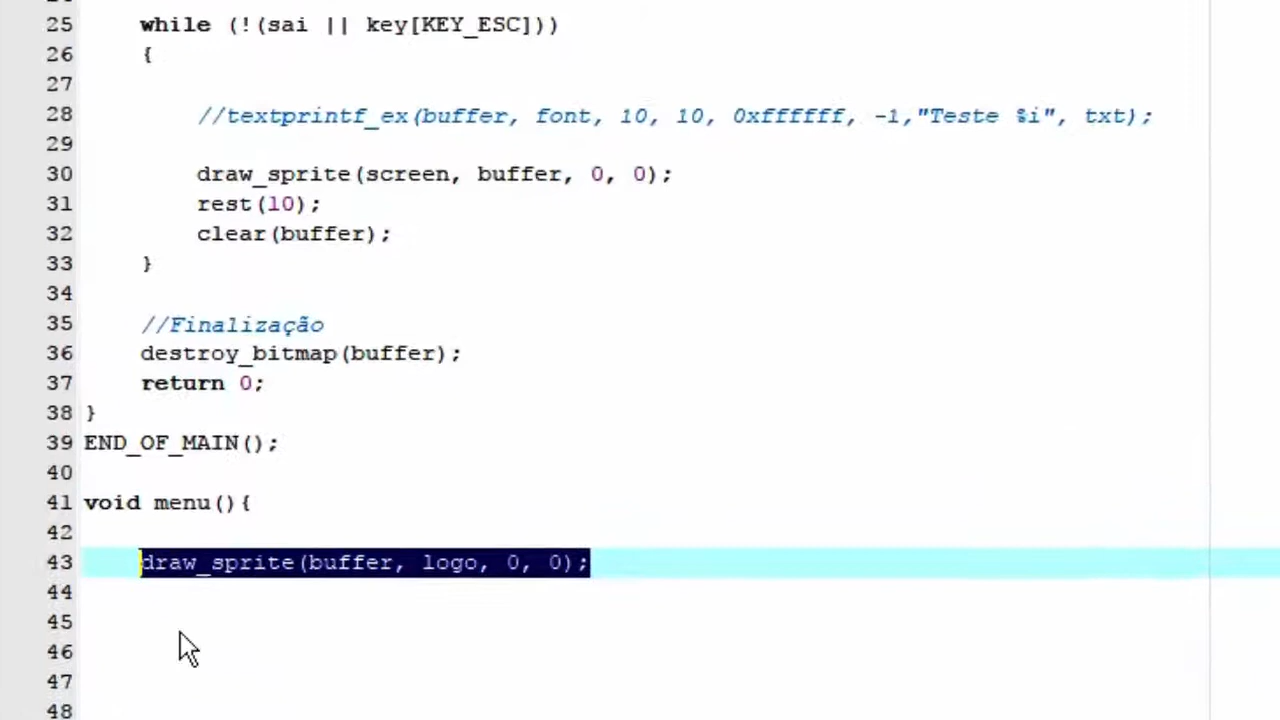 25 while (!(sai || key[KEY_ESC]))
26 {
27
28 //textprintf_ex(buffer, font, 10, 10, 0xffffff, -1,"Teste %i", txt);
29
30 draw_sprite(screen, buffer, 0, 0);
31 rest(10);
32 clear(buffer);
33 }
34
35 //Finalização
36 destroy_bitmap(buffer);
37 return 0;
38 }
39 END_OF_MAIN();
40
41 void menu(){
42
43 draw_sprite(buffer, logo, 0, 0);
44
45
46
47
48